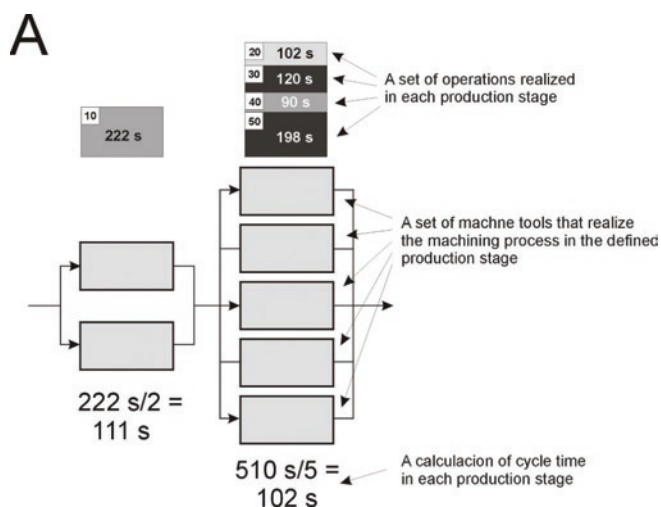 A
20 102 s
30 120 s
40 90 s
50 198 s
A set of operations realized
in each production stage
10
222 s
A set of machne tools that realize
the machining process in the defined
production stage
222 s/2 =
111 s
510 s/5 =
102 s
A calculacion of cycle time
in each production stage